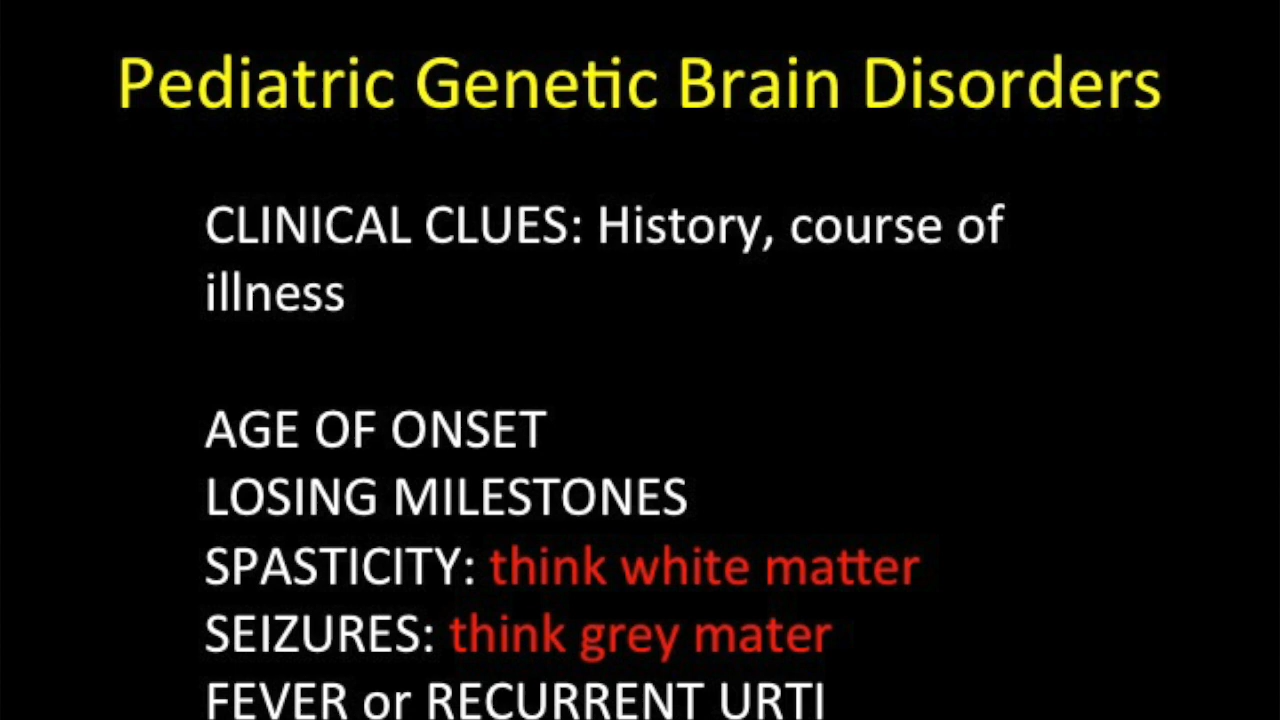 Pediatric Genetic Brain Disorders
CLINICAL CLUES: History, course of
illness
AGE OF ONSET
LOSING MILESTONES
SPASTICITY: think white matter
SEIZURES: think grey mater
FEVER or RECURRENT URTI